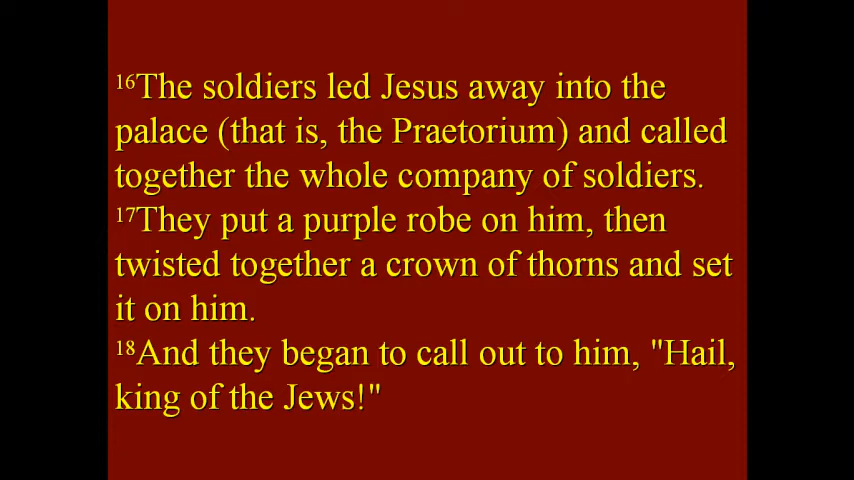 16The soldiers led Jesus away into the
palace (that is, the Praetorium) and called
together the whole company of soldiers.
17They put a purple robe on him, then
twisted together a crown of thorns and set
it on him.
18And they began to call out to him, "Hail,
king of the Jews!"